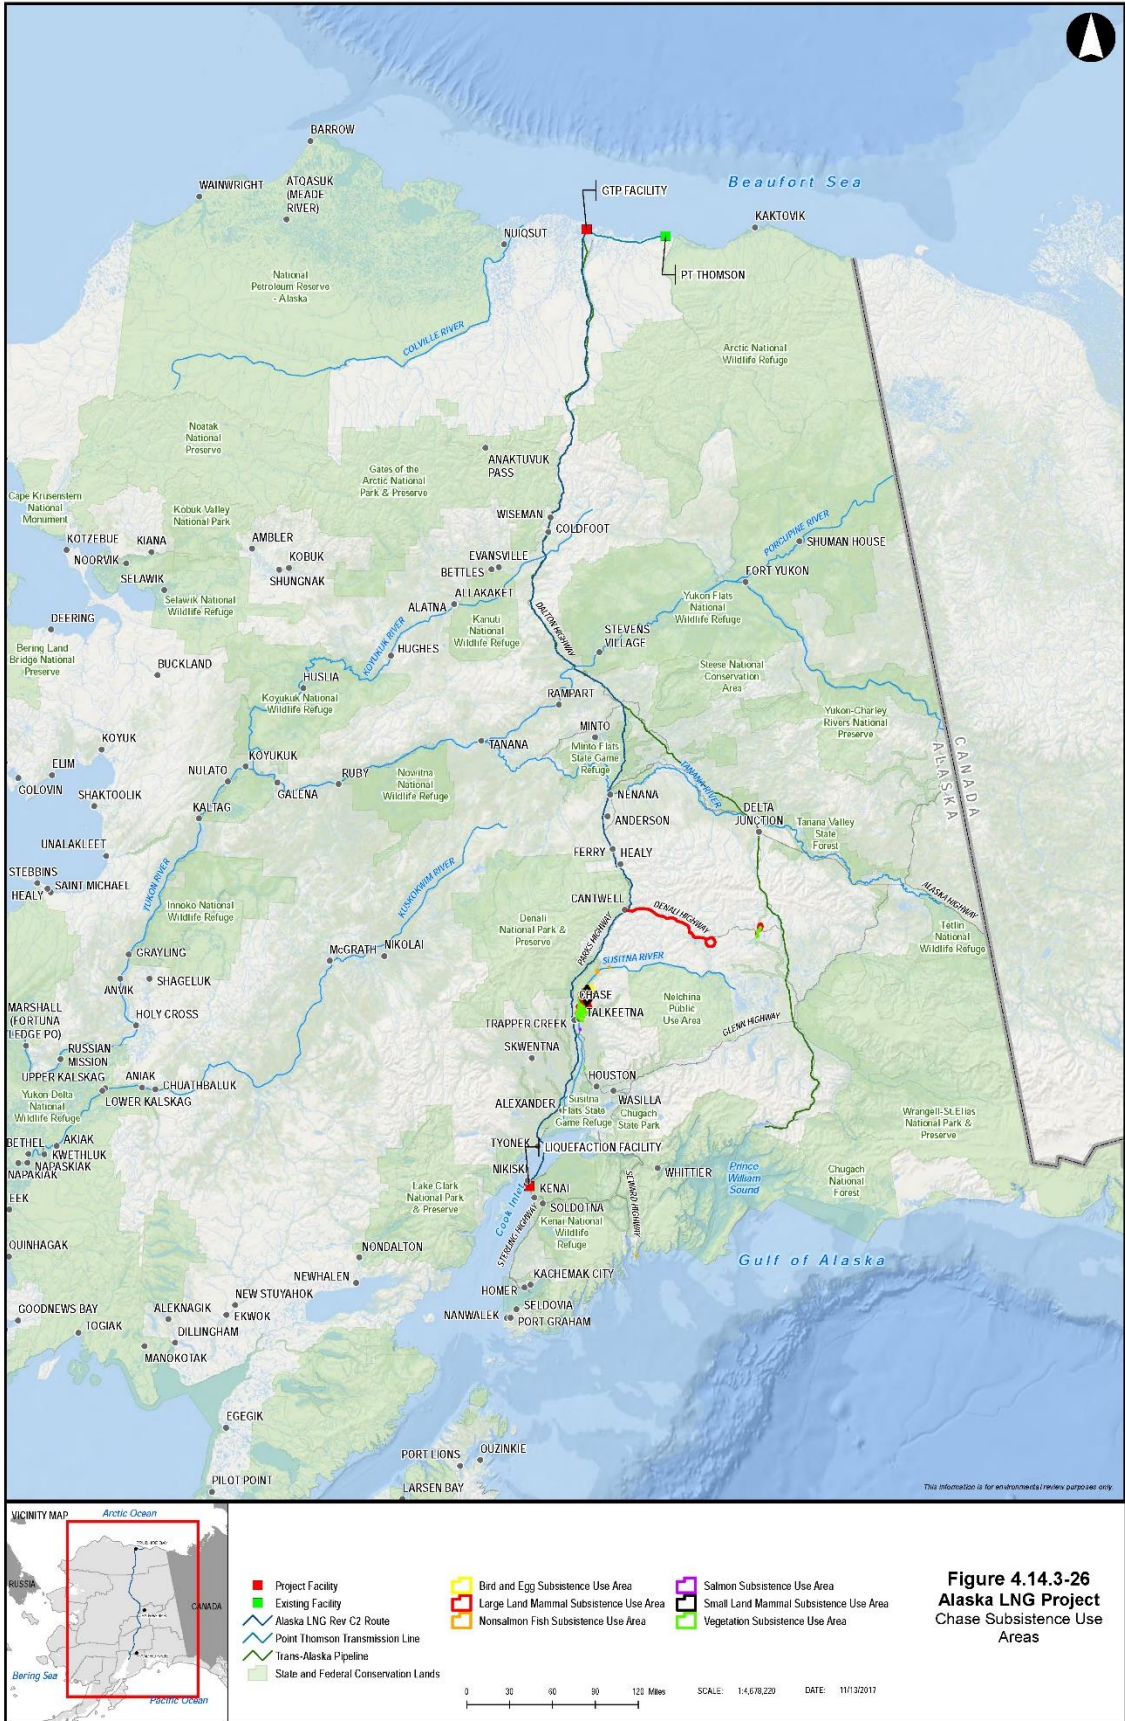 BARROW
WAINWRIGHT
ATQASUK
(MEADE
RIVER)
GTP FACILITY
Beaufort Sea
KAKTOVIK
NUIQSUT
PT THOMSON
National
Petroleum Reserve
- Alaska
COLVILLE RIVER
Arctic National
Wildlife Refuge
Noatak
National
Preserve
ANAKTUVUK
PASS
Gates of the
Arctic National
Park & Preserve
Cape Krusenstern
National
Monument
Kobuk Valley
National Park
WISEMAN
COLDFOOT
PORCUPINE RIVER
SHUMAN HOUSE
KOTZEBUE
KIANA
AMBLER
NOORVIK
KOBUK
SHUNGNAK
EVANSVILLE
BETTLES
SELAWIK
Selawik National
Wildlife Refuge
FORT YUKON
ALLAKAKET
ALATNA
Yukon Flats
National
Wildlife Refuge
Kanuti
National
Wildlife Refuge
DALTON HIGHWAY
DEERING
Bering Land
Bridge National
Preserve
KOYUKUK RIVER
STEVENS
VILLAGE
HUGHES
BUCKLAND
Steese National
Conservation
Area
HUSLIA
Koyukuk National
Wildlife Refuge
RAMPART
Yukon-Charley
Rivers National
Preserve
CANADA
ALASKA
MINTO
Minto Flats
State Game
Refuge
TANANA
KOYUK
KOYUKUK
ELIM
GOLOVIN
NULATO
RUBY
GALENA
Nowitna
National
Wildlife Refuge
TANANA RIVER
NENANA
SHAKTOOLIK
KALTAG
DELTA
JUNCTION
ANDERSON
Tanana Valley
State
Forest
UNALAKLEET
FERRY
HEALY
STEBBINS
SAINT MICHAEL
HEALY
YUKON RIVER
KUSKOKWIM RIVER
ALASKA HIGHWAY
Innoko National
Wildlife Refuge
CANTWELL
DENALI HIGHWAY
Denali
National Park &
Preserve
PARKS HIGHWAY
Tetlin
National
Wildlife Refuge
GRAYLING
McGRATH
NIKOLAI
SUSITNA RIVER
ANVIK
SHAGELUK
CHASE
TALKEETNA
Nelchina
Public
Use Area
MARSHALL
(FORTUNA
LEDGE PO)
HOLY CROSS
TRAPPER CREEK
GLENN HIGHWAY
RUSSIAN
MISSION
SKWENTNA
UPPER KALSKAG
ANIAK
CHUATHBALUK
LOWER KALSKAG
HOUSTON
WASILLA
Yukon Delta
National
Wildlife Refuge
ALEXANDER
Susitna
Flats State
Game Refuge
Chugach
State Park
Wrangell-St.Elias
National Park &
Preserve
BETHEL
AKIAK
KWETHLUK
NAPASKIAK
NAPAKIAK
TYONEK
LIQUEFACTION FACILITY
NIKISKI
WHITTIER
Prince
William
Sound
Chugach
National
Forest
EEK
Lake Clark
National Park
& Preserve
Cook Inlet
KENAI
SOLDOTNA
SEWARD HIGHWAY
Kenai National
Wildlife
Refuge
STERLING HIGHWAY
QUINHAGAK
NONDALTON
Gulf of Alaska
NEWHALEN
KACHEMAK CITY
HOMER
NEW STUYAHOK
GOODNEWS BAY
ALEKNAGIK
EKWOK
SELDOVIA
NANWALEK
PORT GRAHAM
TOGIAK
DILLINGHAM
MANOKOTAK
EGEGIK
PORT LIONS
OUZINKIE
PILOT POINT
LARSEN BAY
This information is for environmental review purposes only.
VICINITY MAP
Arctic Ocean
RUSSIA
CANADA
Bering Sea
Pacific Ocean
Project Facility
Existing Facility
Alaska LNG Rev C2 Route
Point Thomson Transmission Line
Trans-Alaska Pipeline
State and Federal Conservation Lands
Bird and Egg Subsistence Use Area
Large Land Mammal Subsistence Use Area
Nonsalmon Fish Subsistence Use Area
Salmon Subsistence Use Area
Small Land Mammal Subsistence Use Area
Vegetation Subsistence Use Area
0 30 60 90 120 Miles
SCALE: 1:4,678,220
DATE: 11/13/2017
Figure 4.14.3-26
Alaska LNG Project
Chase Subsistence Use
Areas